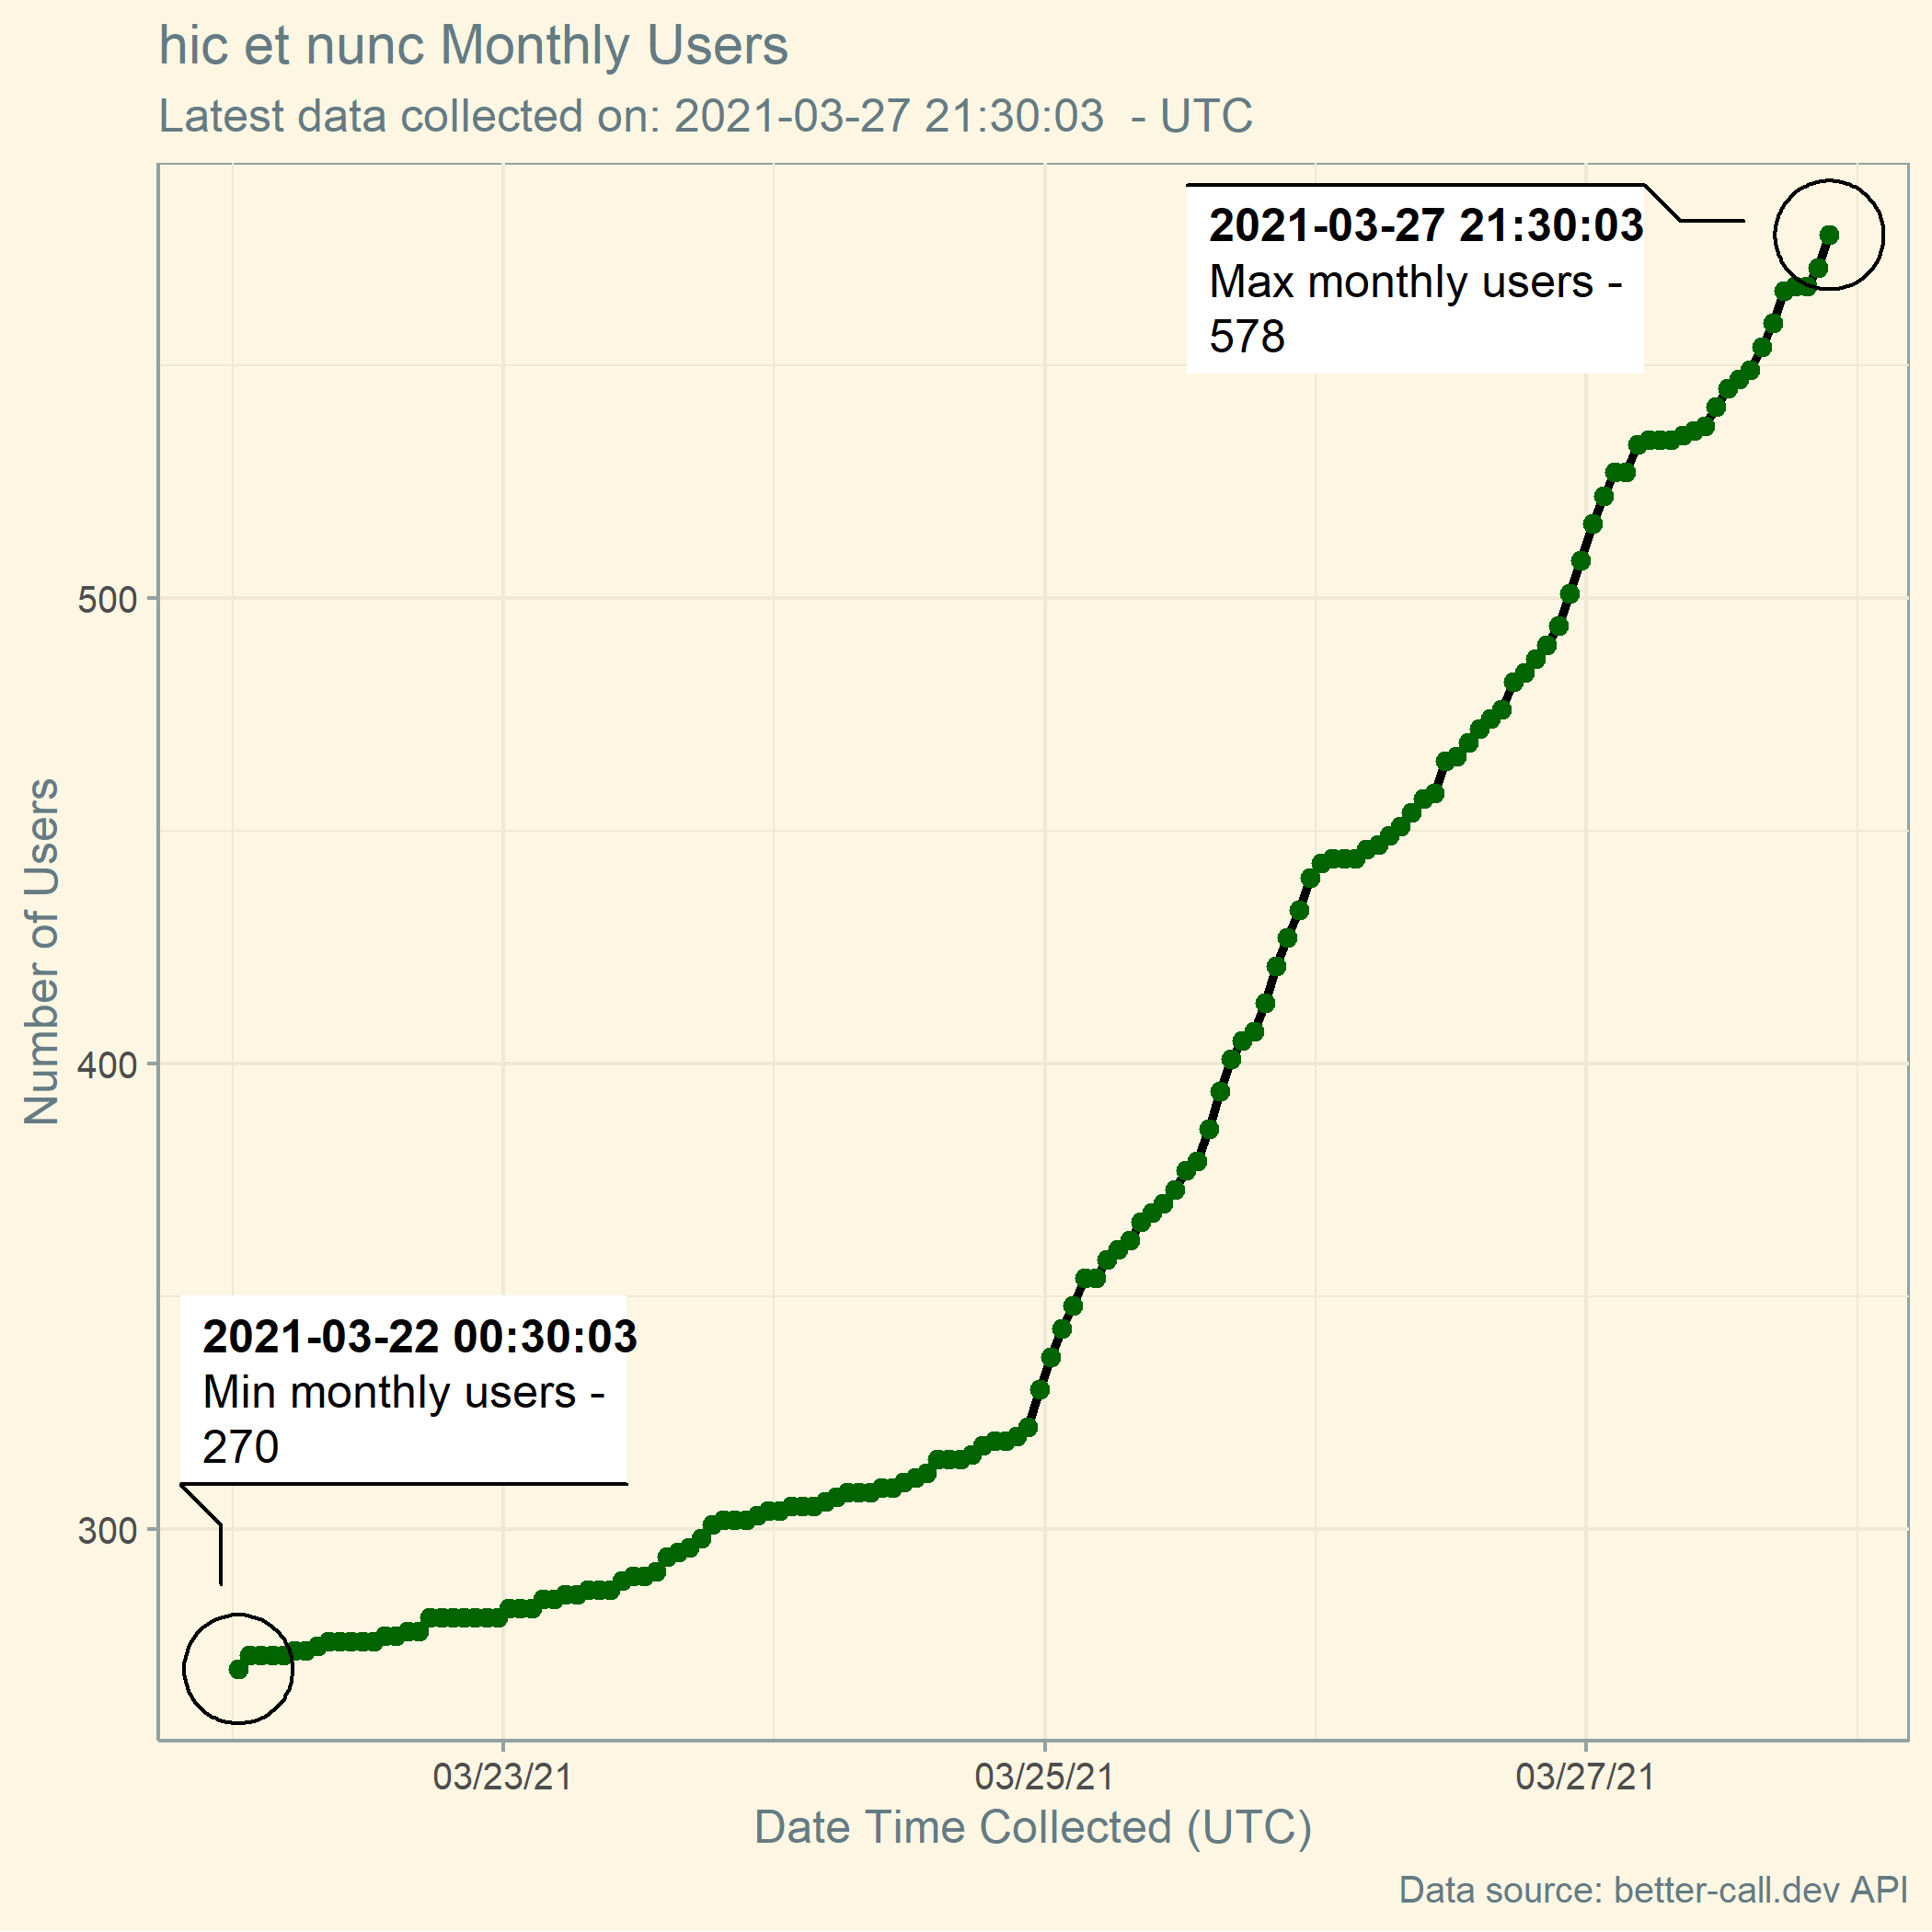 hic et nunc Monthly Users
Latest data collected on: 2021-03-27 21:30:03  - UTC
2021-03-27 21:30:03
Max monthly users -
578
500
400
300
Number of Users
2021-03-22 00:30:03
Min monthly users -
270
03/23/21
03/25/21
03/27/21
Date Time Collected (UTC)
Data source: better-call.dev API